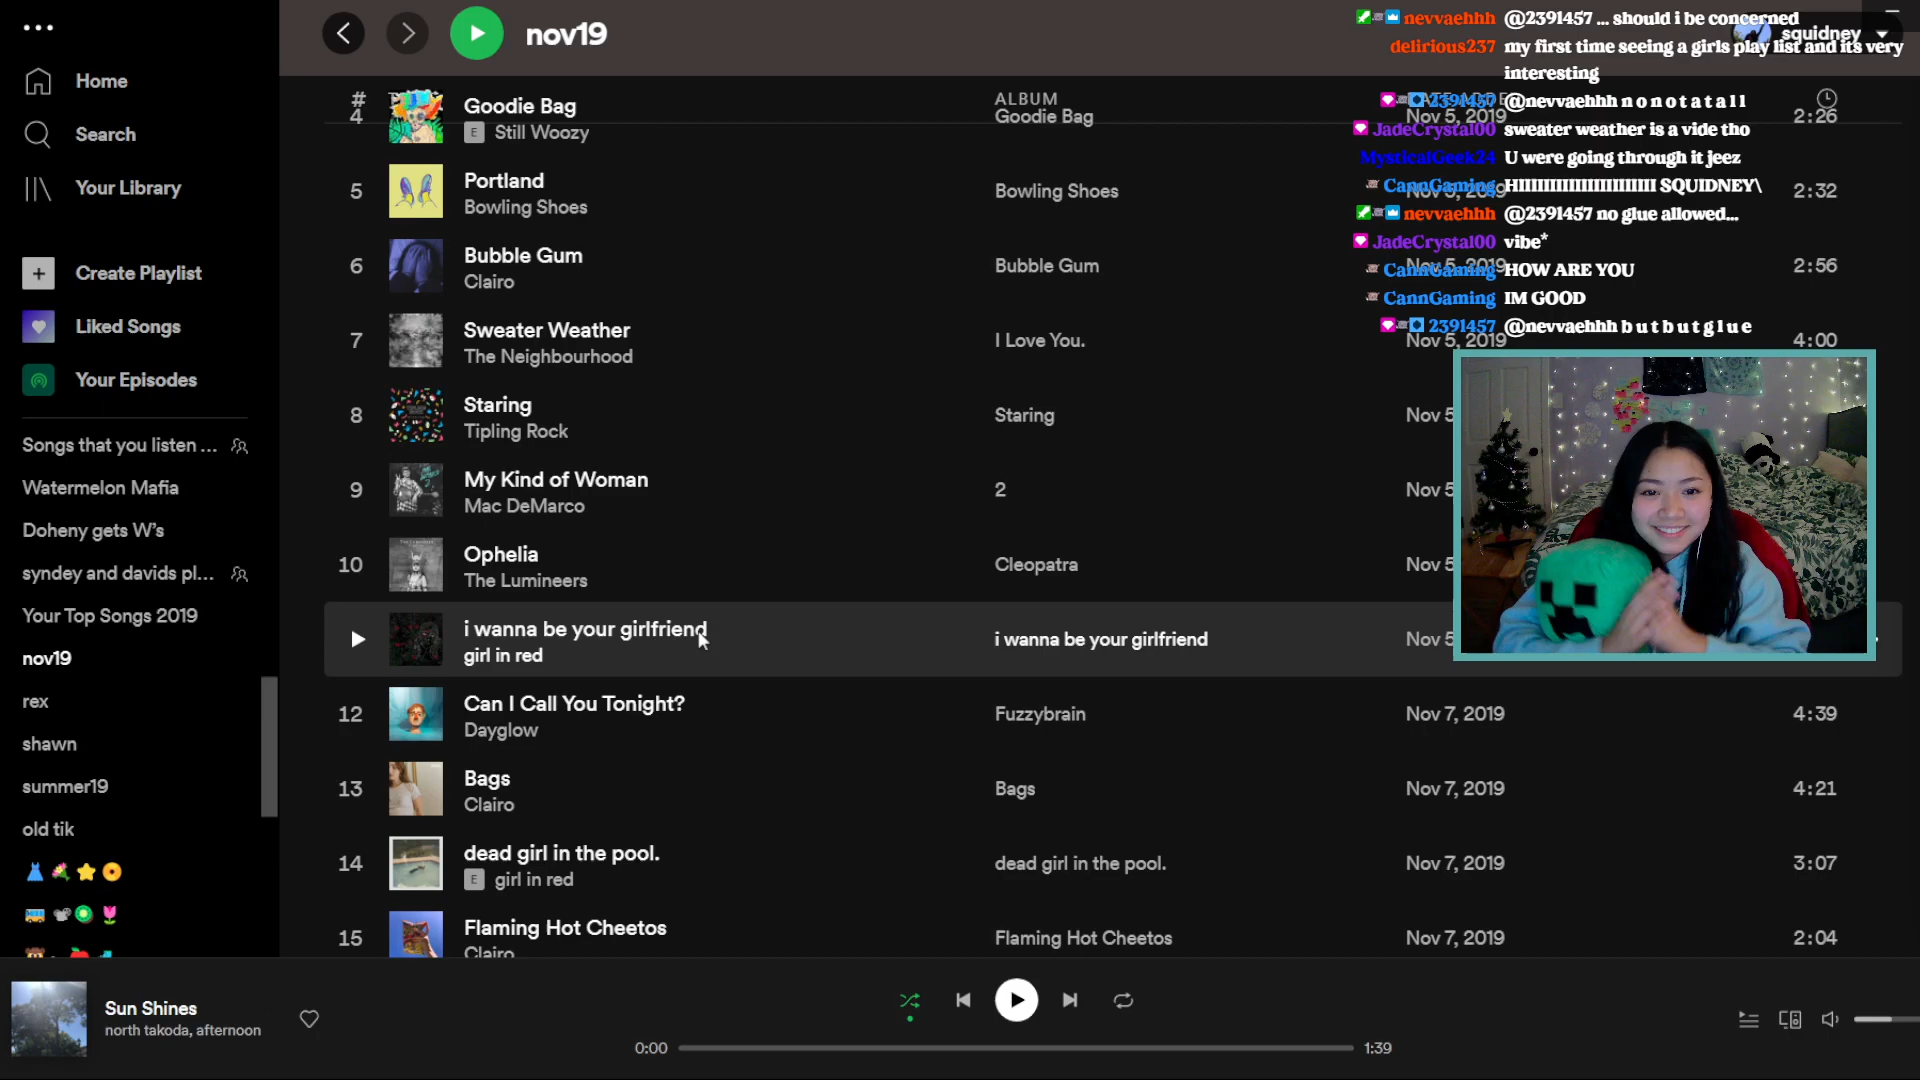 nov19
squidney
Home
Search
Your Library
Create Playlist
Liked Songs
Your Episodes
Songs that you listen ...
Watermelon Mafia
Doheny gets W's
syndey and davids pl...
Your Top Songs 2019
nov19
rex
shawn
summer19
old tik
# ALBUM
4 Goodie Bag Goodie Bag 2:26
E Still Woozy Nov 5, 2019
5 Portland Bowling Shoes 2:32
Bowling Shoes Nov 5, 2019
6 Bubble Gum Bubble Gum Nov 5, 2019 2:56
Clairo
7 Sweater Weather I Love You. Nov 5, 2019 4:00
The Neighbourhood
8 Staring Staring Nov 5
Tipling Rock
9 My Kind of Woman 2 Nov 5
Mac DeMarco
10 Ophelia Cleopatra Nov 5
The Lumineers
i wanna be your girlfriend i wanna be your girlfriend Nov 5
girl in red
12 Can I Call You Tonight? Fuzzybrain Nov 7, 2019 4:39
Dayglow
13 Bags Bags Nov 7, 2019 4:21
Clairo
14 dead girl in the pool. dead girl in the pool. Nov 7, 2019 3:07
E girl in red
15 Flaming Hot Cheetos Flaming Hot Cheetos Nov 7, 2019 2:04
Clairo
nevvaehhh @2391457 ... should i be concerned
delirious237 my first time seeing a girls play list and its very
interesting
2391457 @nevvaehhh n o n o t a t a l l
JadeCrystal00 sweater weather is a vide tho
MysticalGeek24 U were going through it jeez
CannGaming HIIIIIIIIIIIIIIIIIIIIII SQUIDNEY\
nevvaehhh @2391457 no glue allowed...
JadeCrystal00 vibe*
CannGaming HOW ARE YOU
CannGaming IM GOOD
2391457 @nevvaehhh b u t b u t g l u e
Sun Shines
north takoda, afternoon
0:00 1:39